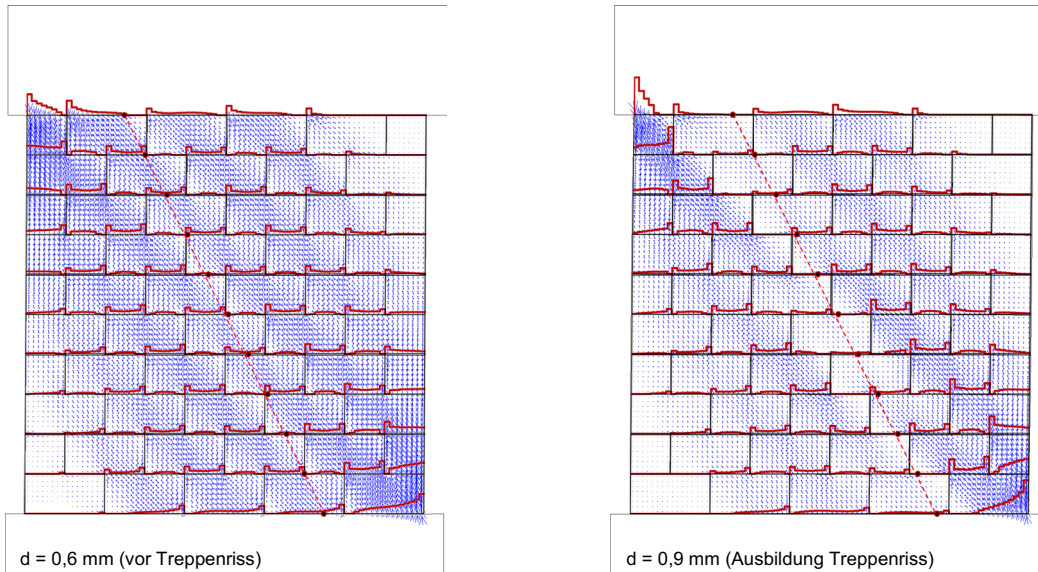 d = 0,6 mm (vor Treppenriss)
d = 0,9 mm (Ausbildung Treppenriss)